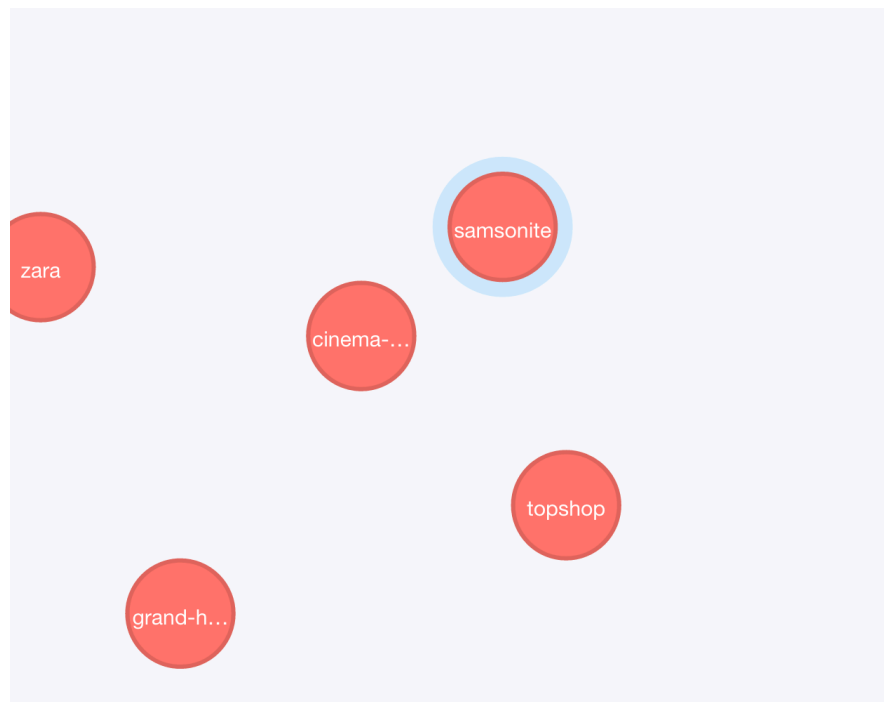 samsonite
zara
cinema-…
topshop
grand-h…